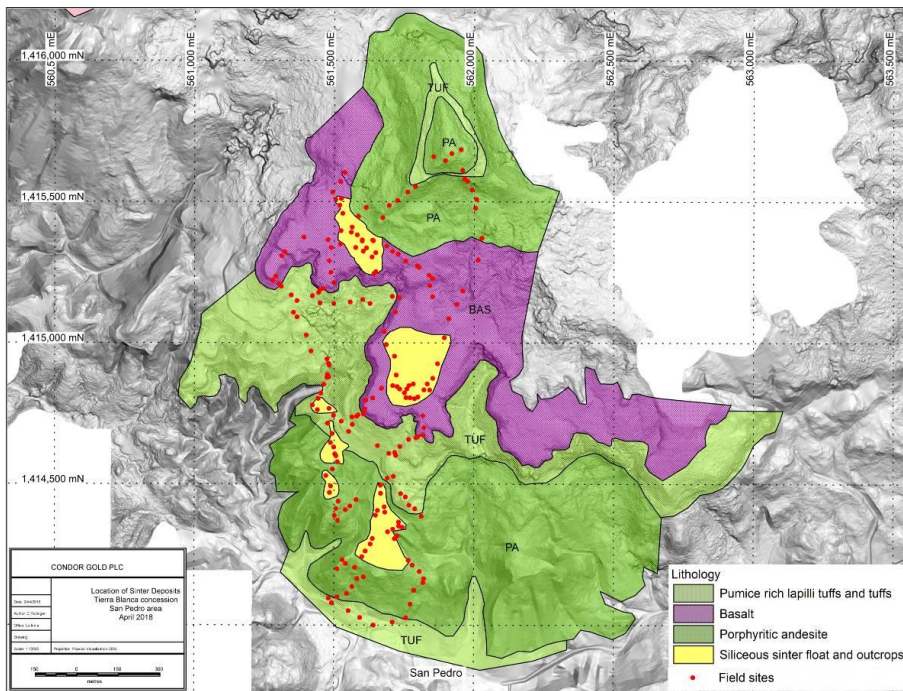 560,500 mE
561,000 mE
561,500 mE
562,000 mE
562,500 mE
563,000 mE
563,500 mE
1,416,000 mN
1,415,500 mN
1,415,000 mN
1,414,500 mN
TUF
PA
PA
BAS
TUF
PA
TUF
San Pedro
CONDOR GOLD PLC
Location of Sinter Deposits
Tierra Blanca concession
San Pedro area
April 2018
Drawing:
150 0 150 300
metres
Lithology
Pumice rich lapilli tuffs and tuffs
Basalt
Porphyritic andesite
Siliceous sinter float and outcrops
Field sites